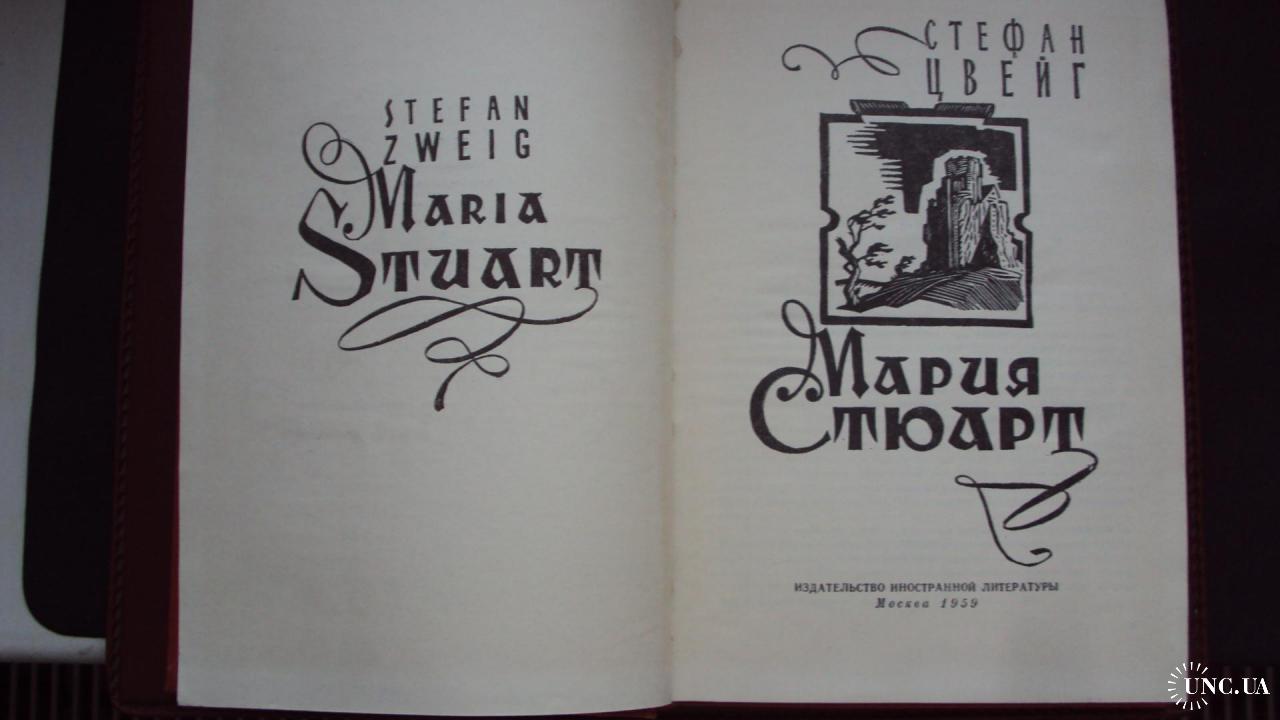 STEFAN
ZWEIG
MARIA
STUART
СТЕФАН
ЦВЕЙГ
МАРИЯ
СТЮАРТ
ИЗДАТЕЛЬСТВО ИНОСТРАННОЙ ЛИТЕРАТУРЫ
Москва 1959
UNC.UA